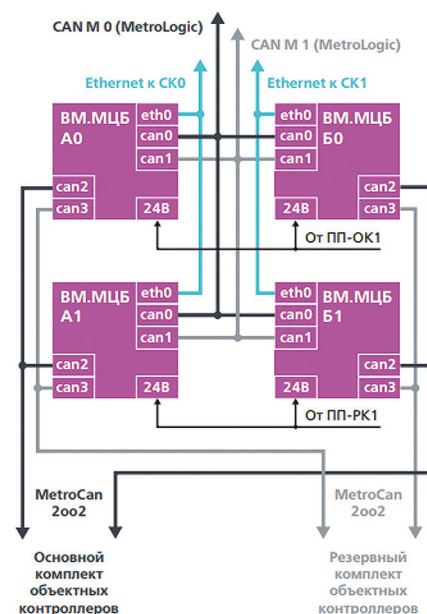 CAN M 0 (MetroLogic)
CAN M 1 (MetroLogic)
Ethernet к СК0
Ethernet к СК1
ВМ.МЦБ
А0
eth0
can0
can1
can2
can3
24В
ВМ.МЦБ
Б0
eth0
can0
can1
can2
can3
24В
От ПП-ОК1
ВМ.МЦБ
А1
eth0
can0
can1
can2
can3
24В
ВМ.МЦБ
Б1
eth0
can0
can1
can2
can3
24В
От ПП-РК1
MetroCan
2oo2
MetroCan
2oo2
Основной
комплект
объектных
контроллеров
Резервный
комплект
объектных
контроллеров